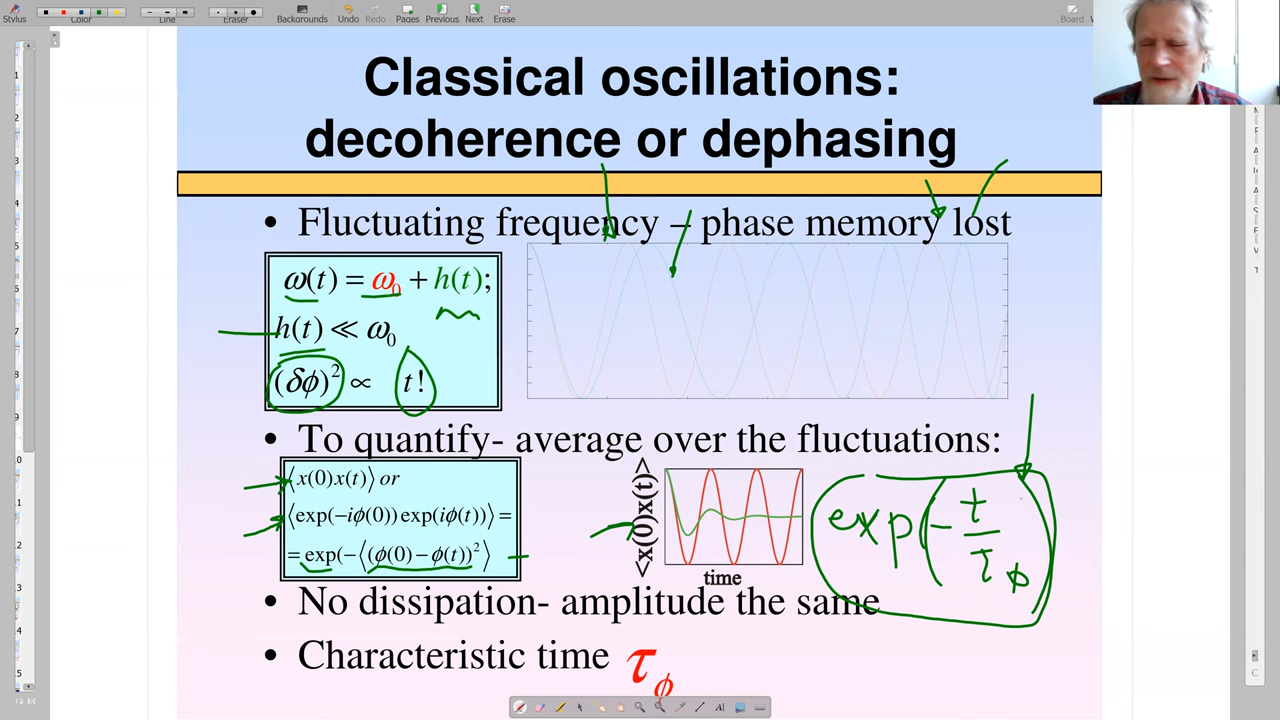 Stylus
Color
Line
Eraser
Backgrounds
Undo
Redo
Pages
Previous
Next
Erase
Board
Classical oscillations:
decoherence or dephasing
• Fluctuating frequency – phase memory lost
ω(t) = ω₀ + h(t);
h(t) ≪ ω₀
(δϕ)² ∝ t!
• To quantify- average over the fluctuations:
⟨x(0)x(t)⟩ or
⟨exp(−iϕ(0)) exp(iϕ(t))⟩ =
= exp(−⟨(ϕ(0) − ϕ(t))²⟩
<x(0)x(t)>
time
exp(- t/τϕ
• No dissipation- amplitude the same
• Characteristic time τϕ